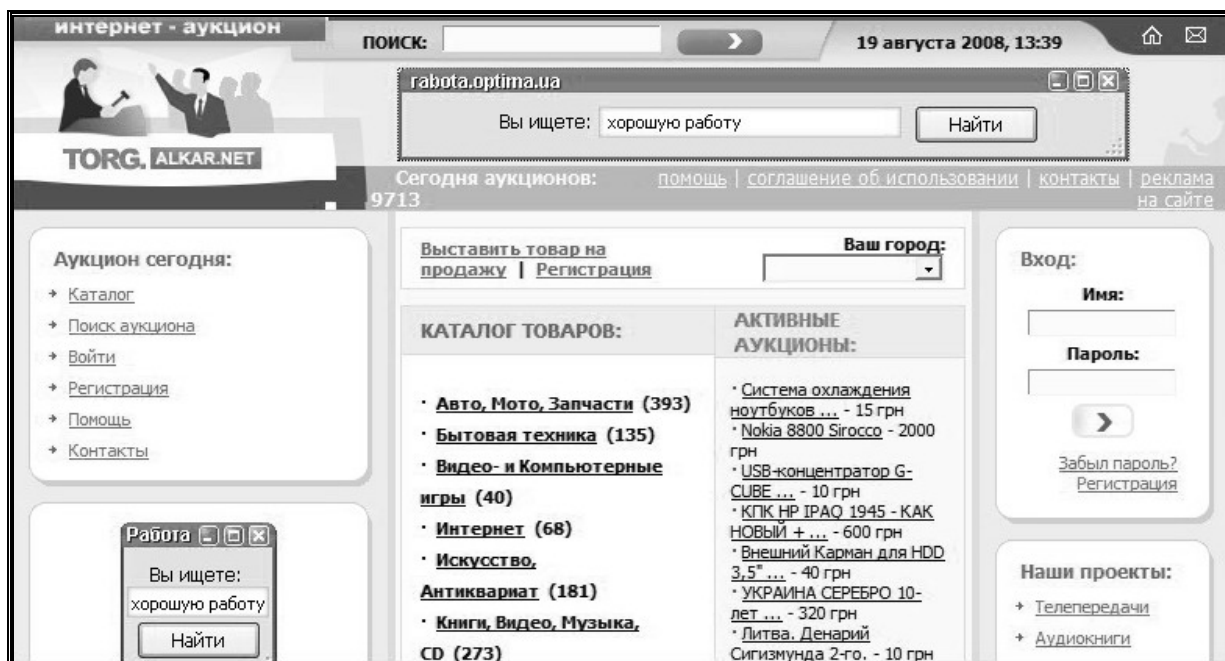 интернет - аукцион
ПОИСК:
19 августа 2008, 13:39
TORG. ALKAR.NET
rabota.optima.ua
Вы ищете: хорошую работу Найти
Сегодня аукционов:
9713
помощь | соглашение об использовании | контакты | реклама
на сайте
Аукцион сегодня:
Каталог
Поиск аукциона
Войти
Регистрация
Помощь
Контакты
Работа
Вы ищете:
хорошую работу
Найти
Выставить товар на
продажу | Регистрация
Ваш город:
КАТАЛОГ ТОВАРОВ:
· Авто, Мото, Запчасти (393)
· Бытовая техника (135)
· Видео- и Компьютерные
игры (40)
· Интернет (68)
· Искусство,
Антиквариат (181)
· Книги, Видео, Музыка,
CD (273)
АКТИВНЫЕ
АУКЦИОНЫ:
· Система охлаждения
ноутбуков ... - 15 грн
· Nokia 8800 Sirocco - 2000
грн
· USB-концентратор G-
CUBE ... - 10 грн
· КПК HP IPAQ 1945 - КАК
НОВЫЙ + ... - 600 грн
· Внешний Карман для HDD
3,5" ... - 40 грн
· УКРАИНА СЕРЕБРО 10-
лет ... - 320 грн
· Литва. Денарий
Сигизмунда 2-го. - 10 грн
Вход:
Имя:
Пароль:
Забыл пароль?
Регистрация
Наши проекты:
Телепередачи
Аудиокниги